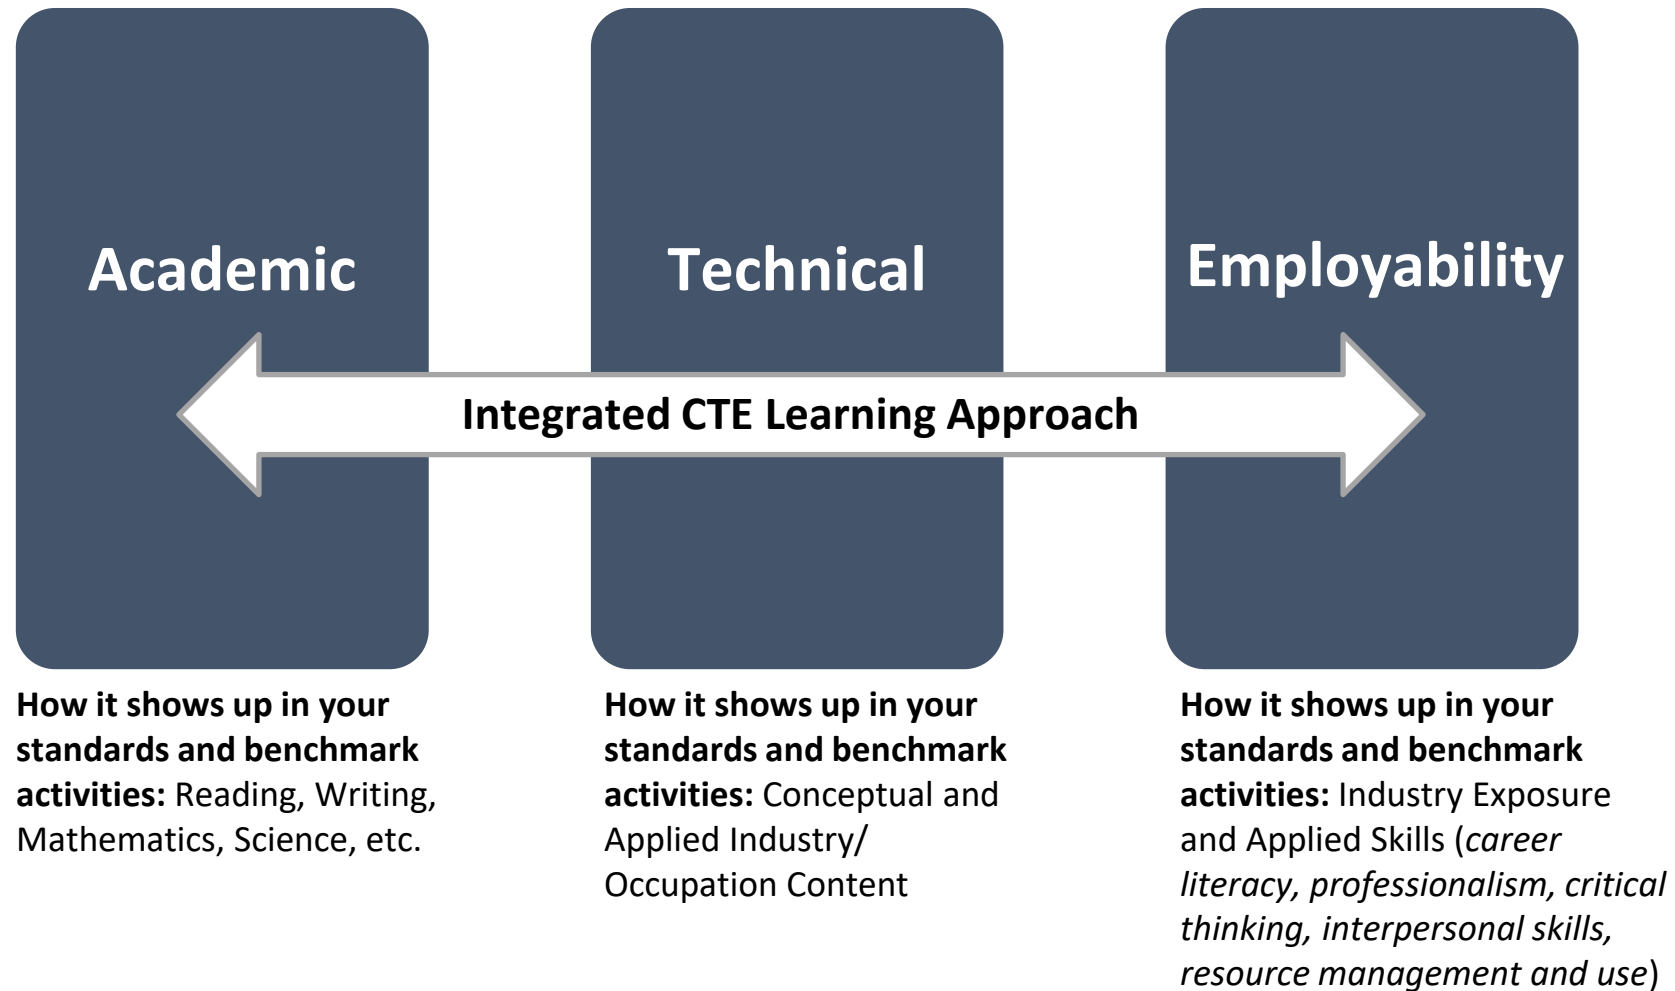 Academic
Technical
Employability
Integrated CTE Learning Approach
How it shows up in your
standards and benchmark
activities: Reading, Writing,
Mathematics, Science, etc.
How it shows up in your
standards and benchmark
activities: Conceptual and
Applied Industry/
Occupation Content
How it shows up in your
standards and benchmark
activities: Industry Exposure
and Applied Skills (career
literacy, professionalism, critical
thinking, interpersonal skills,
resource management and use)